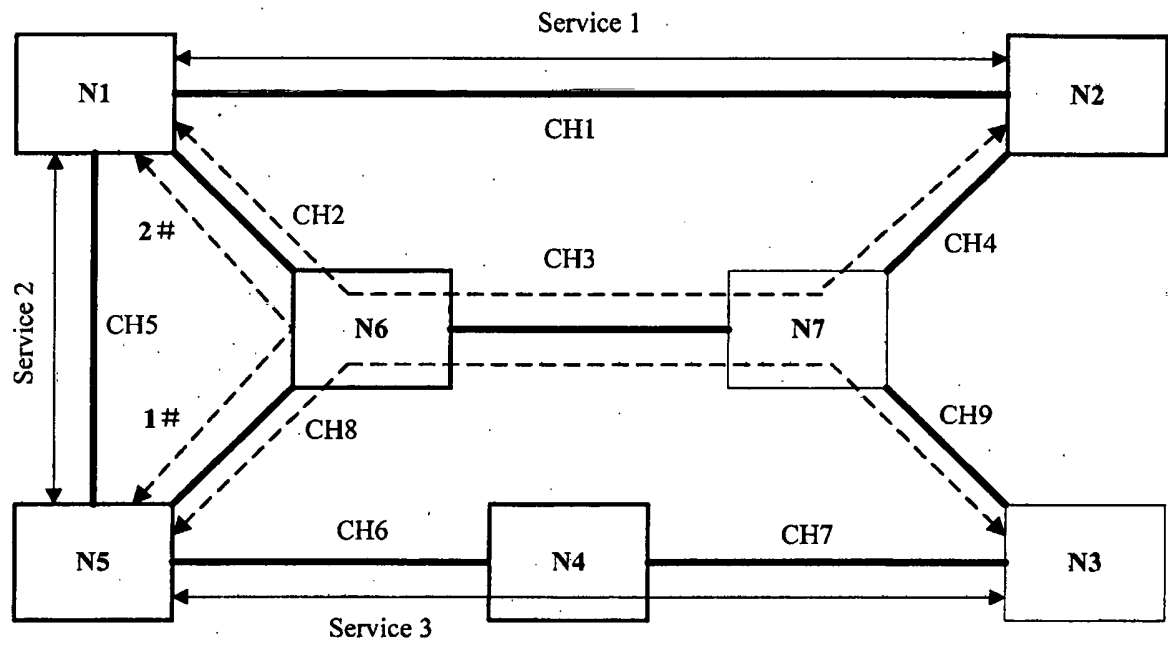 Service 1
N1
N2
CH1
CH2
2#
CH3
CH4
Service 2
CH5
N6
N7
1#
CH8
CH9
CH6
CH7
N5
N4
N3
Service 3